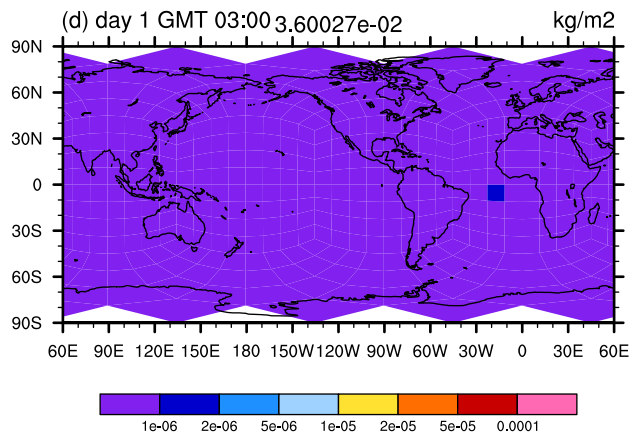 (d) day 1 GMT 03:00 3.60027e-02 kg/m2
90N
60N
30N
0
30S
60S
90S
60E 90E 120E 150E 180 150W 120W 90W 60W 30W 0 30E 60E
1e-06 2e-06 5e-06 1e-05 2e-05 5e-05 0.0001